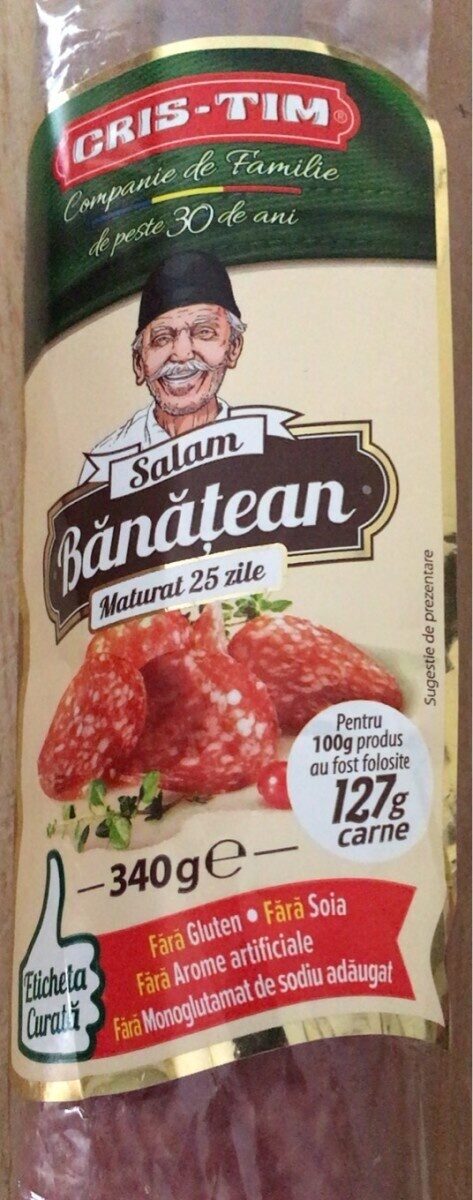 CRIS-TIM®
Companie de Familie
de peste 30 de ani
Salam
Bănățean
Maturat 25 zile
Sugestie de prezentare
Pentru
100g produs
au fost folosite
127g
carne
340g℮
Fără Gluten • Fără Soia
Fără Arome artificiale
Fără Monoglutamat de sodiu adăugat
Eticheta
Curată